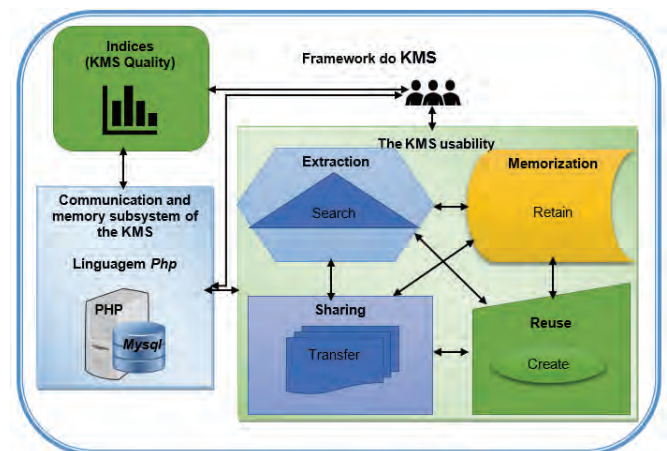 Indices
(KMS Quality)
Framework do KMS
The KMS usability
Extraction
Search
Memorization
Retain
Communication and
memory subsystem of
the KMS
Linguagem Php
PHP
Mysql
Sharing
Transfer
Reuse
Create